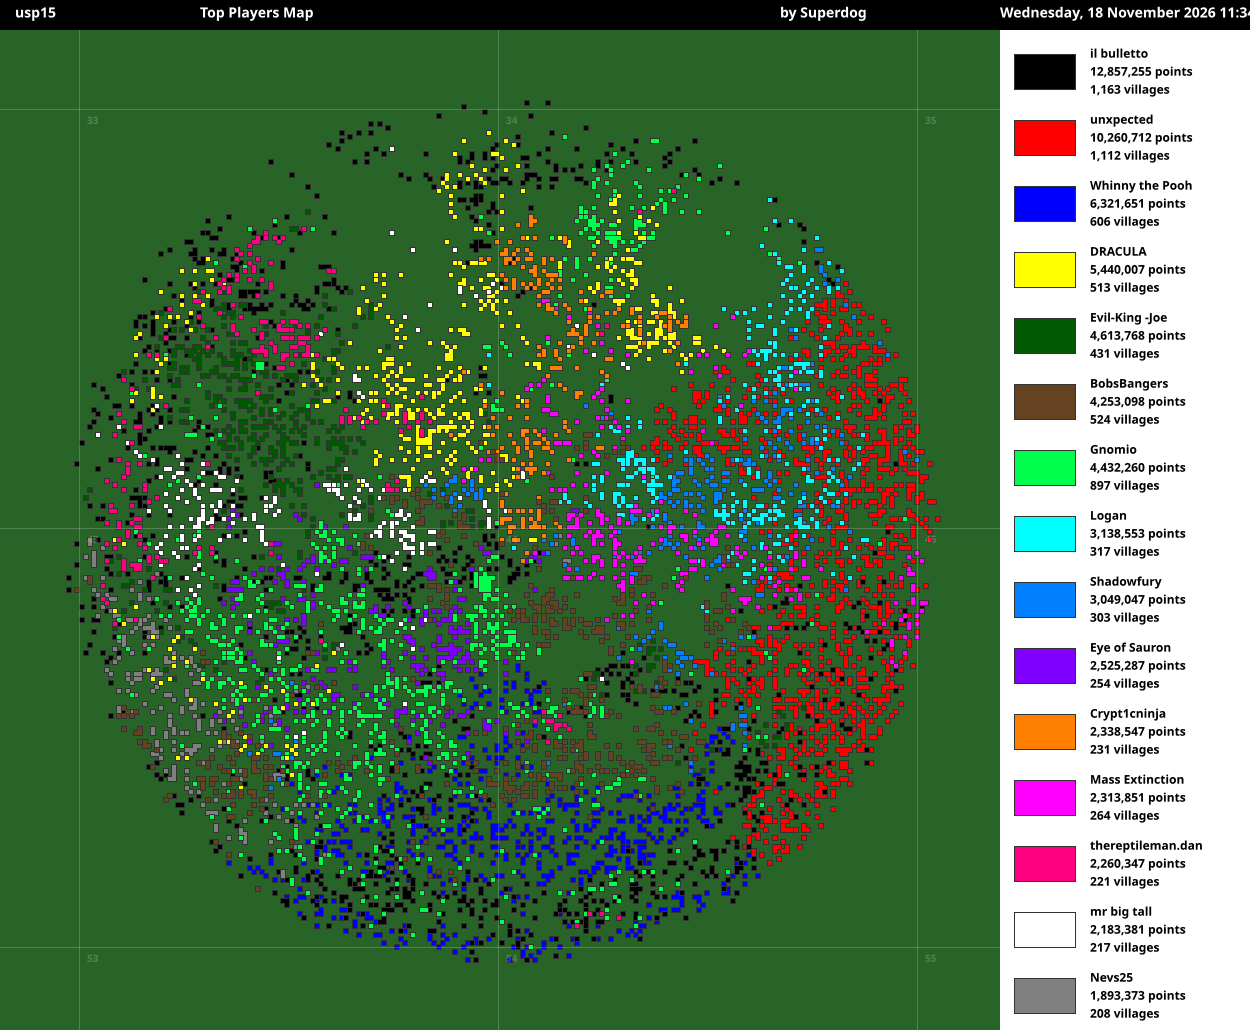 usp15 Top Players Map by Superdog Wednesday, 18 November 2026 11:34
33 34 35
45
53 54 55
il bulletto
12,857,255 points
1,163 villages
unxpected
10,260,712 points
1,112 villages
Whinny the Pooh
6,321,651 points
606 villages
DRACULA
5,440,007 points
513 villages
Evil-King -Joe
4,613,768 points
431 villages
BobsBangers
4,253,098 points
524 villages
Gnomio
4,432,260 points
897 villages
Logan
3,138,553 points
317 villages
Shadowfury
3,049,047 points
303 villages
Eye of Sauron
2,525,287 points
254 villages
Crypt1cninja
2,338,547 points
231 villages
Mass Extinction
2,313,851 points
264 villages
thereptileman.dan
2,260,347 points
221 villages
mr big tall
2,183,381 points
217 villages
Nevs25
1,893,373 points
208 villages